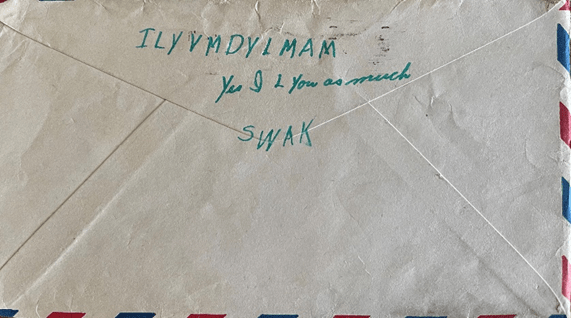 ILYVMDYLMAM
Yes I L You as much
SWAK